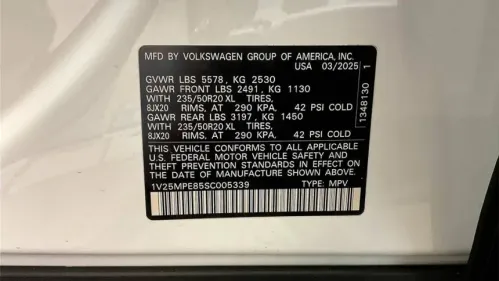 MFD BY VOLKSWAGEN GROUP OF AMERICA, INC.
USA 03/2025
GVWR LBS 5578, KG 2530
GAWR FRONT LBS 2491, KG 1130
WITH 235/50R20 XL TIRES,
8JX20 RIMS, AT 290 KPA, 42 PSI COLD
GAWR REAR LBS 3197, KG 1450
WITH 235/50R20 XL TIRES,
8JX20 RIMS, AT 290 KPA, 42 PSI COLD
THIS VEHICLE CONFORMS TO ALL APPLICABLE
U.S. FEDERAL MOTOR VEHICLE SAFETY AND
THEFT PREVENTION STANDARDS IN EFFECT ON
THE DATE OF MANUFACTURE SHOWN ABOVE.
1V25MPE85SC005339 TYPE: MPV
1348130 1